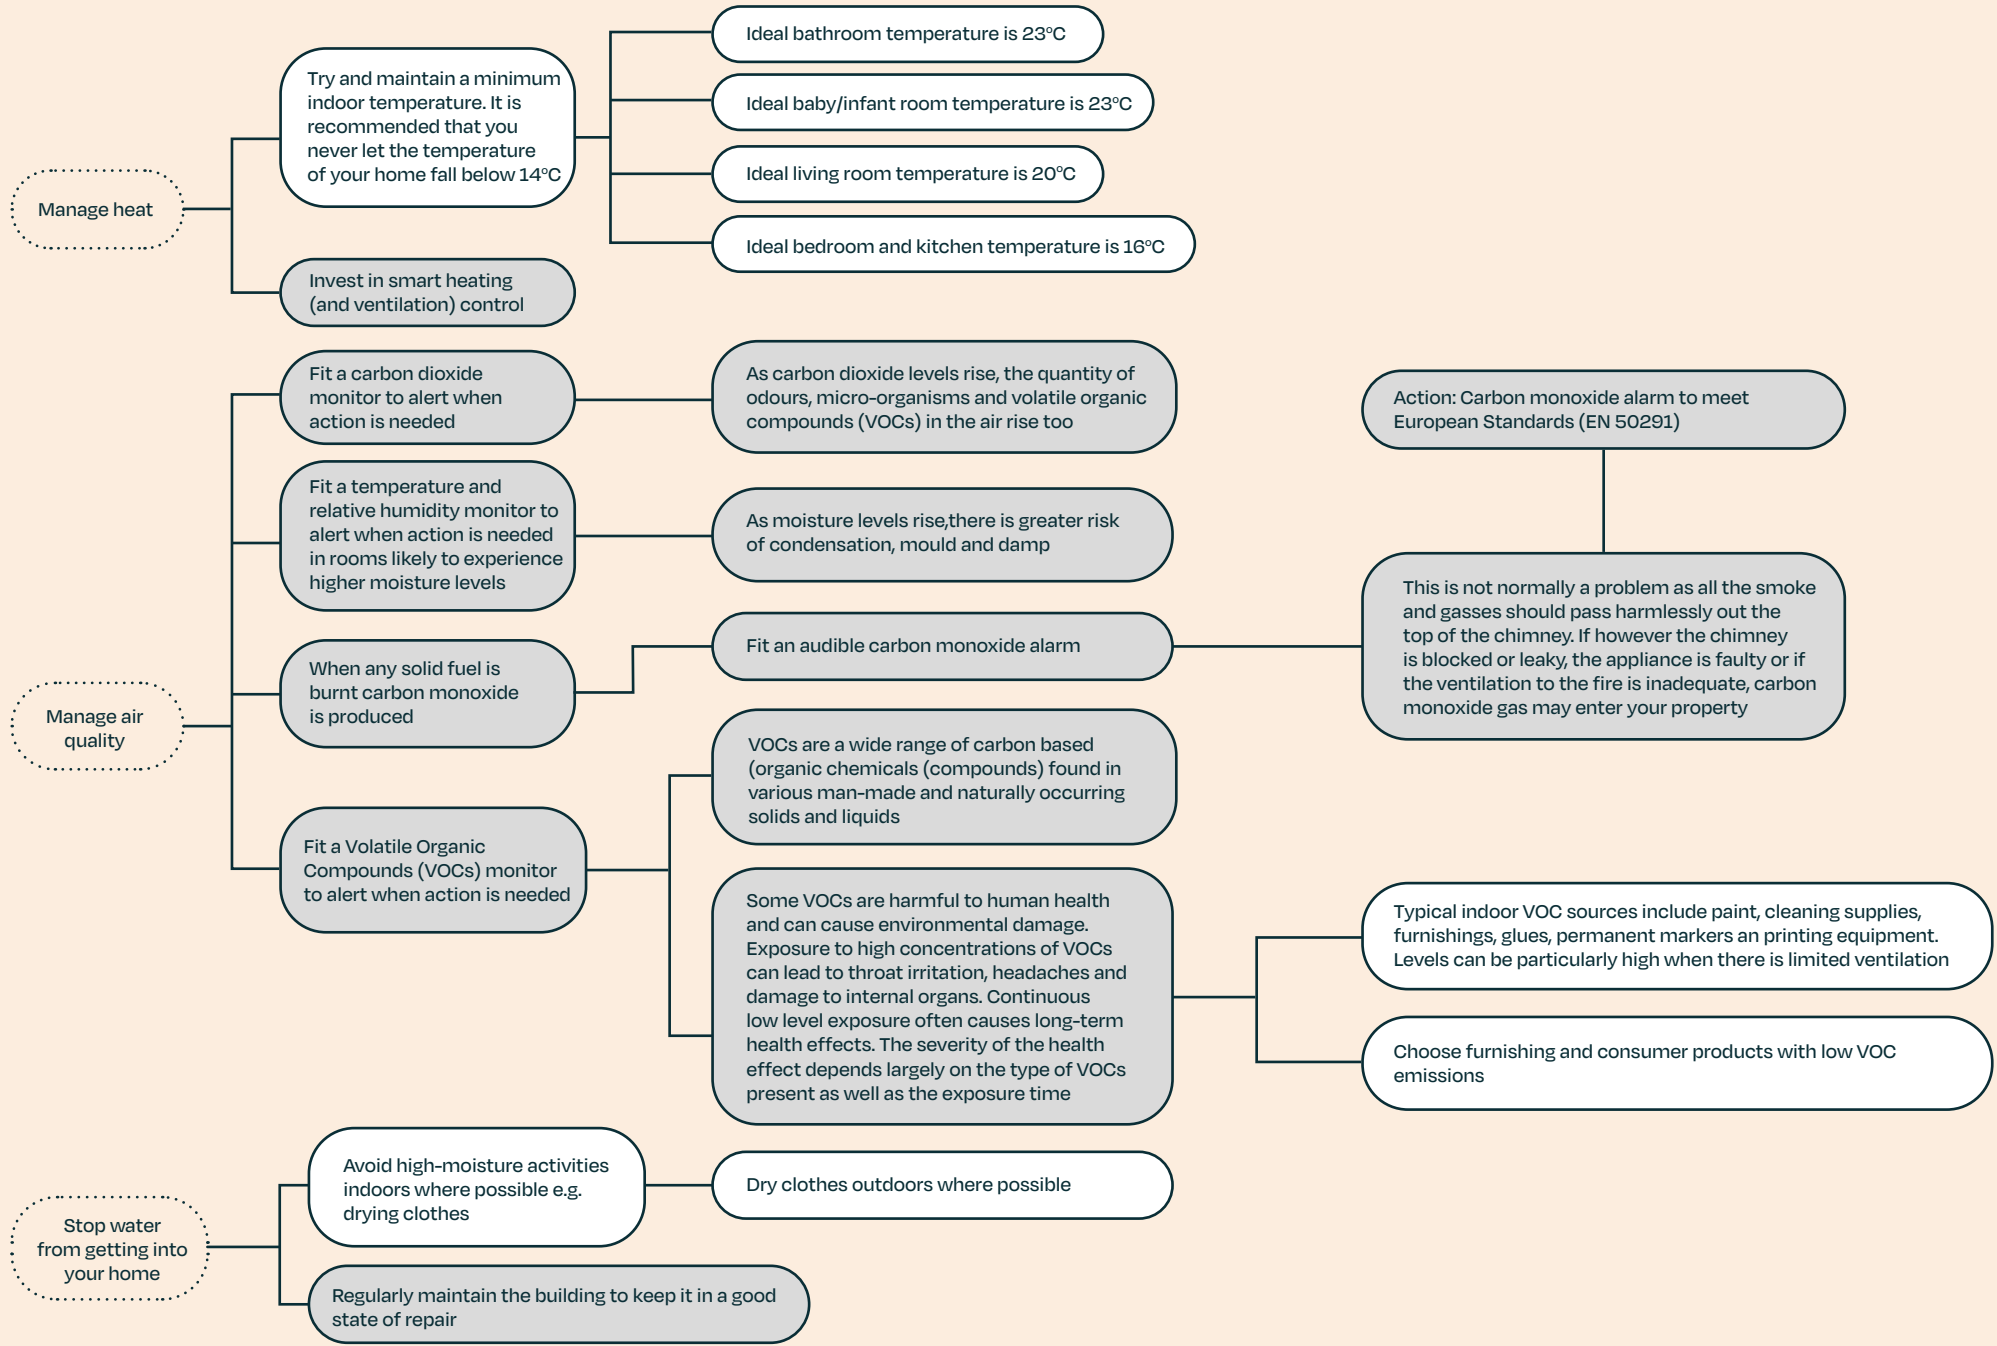 Manage heat
Try and maintain a minimum
indoor temperature. It is
recommended that you
never let the temperature
of your home fall below 14°C
Ideal bathroom temperature is 23°C
Ideal baby/infant room temperature is 23°C
Ideal living room temperature is 20°C
Ideal bedroom and kitchen temperature is 16°C
Invest in smart heating
(and ventilation) control
Manage air
quality
Fit a carbon dioxide
monitor to alert when
action is needed
As carbon dioxide levels rise, the quantity of
odours, micro-organisms and volatile organic
compounds (VOCs) in the air rise too
Fit a temperature and
relative humidity monitor to
alert when action is needed
in rooms likely to experience
higher moisture levels
As moisture levels rise,there is greater risk
of condensation, mould and damp
When any solid fuel is
burnt carbon monoxide
is produced
Fit an audible carbon monoxide alarm
This is not normally a problem as all the smoke
and gasses should pass harmlessly out the
top of the chimney. If however the chimney
is blocked or leaky, the appliance is faulty or if
the ventilation to the fire is inadequate, carbon
monoxide gas may enter your property
Action: Carbon monoxide alarm to meet
European Standards (EN 50291)
Fit a Volatile Organic
Compounds (VOCs) monitor
to alert when action is needed
VOCs are a wide range of carbon based
(organic chemicals (compounds) found in
various man-made and naturally occurring
solids and liquids
Some VOCs are harmful to human health
and can cause environmental damage.
Exposure to high concentrations of VOCs
can lead to throat irritation, headaches and
damage to internal organs. Continuous
low level exposure often causes long-term
health effects. The severity of the health
effect depends largely on the type of VOCs
present as well as the exposure time
Typical indoor VOC sources include paint, cleaning supplies,
furnishings, glues, permanent markers an printing equipment.
Levels can be particularly high when there is limited ventilation
Choose furnishing and consumer products with low VOC
emissions
Stop water
from getting into
your home
Avoid high-moisture activities
indoors where possible e.g.
drying clothes
Dry clothes outdoors where possible
Regularly maintain the building to keep it in a good
state of repair